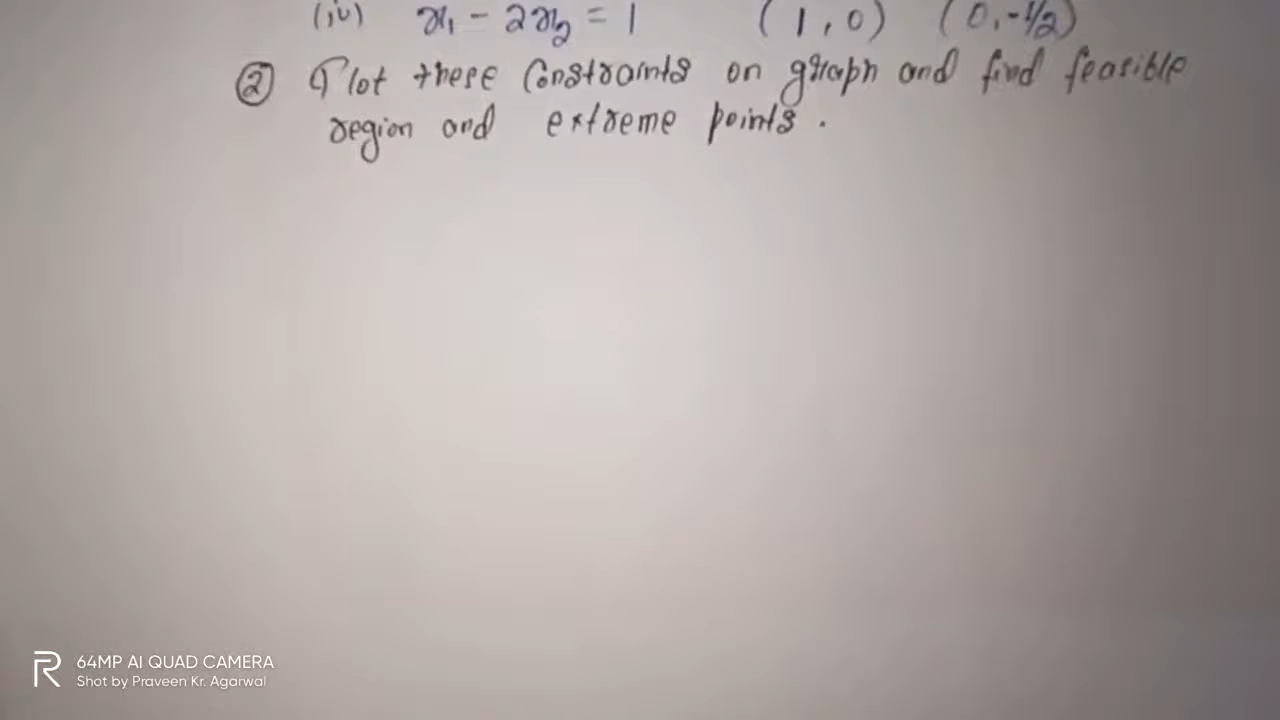 (iv) x₁ - 2x₂ = 1 (1, 0) (0, -1/2)
② Plot these Constraints on graph and find feasible
region and extreme points.
64MP AI QUAD CAMERA
Shot by Praveen Kr. Agarwal